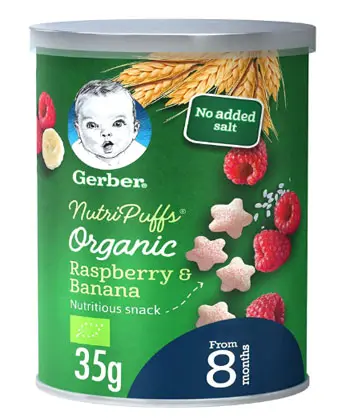 No added
salt
Gerber®
NutriPuffs®
Organic
Raspberry &
Banana
Nutritious snack
35g
From
8
months